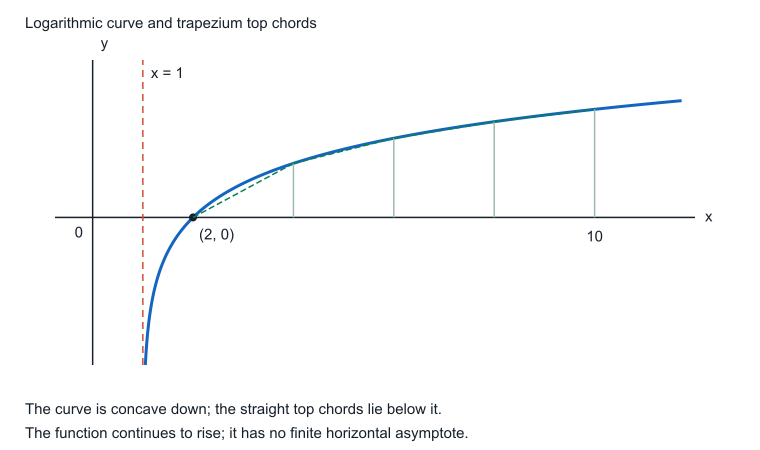 Logarithmic curve and trapezium top chords
y
x = 1
x
0
(2, 0)
10
The curve is concave down; the straight top chords lie below it.
The function continues to rise; it has no finite horizontal asymptote.